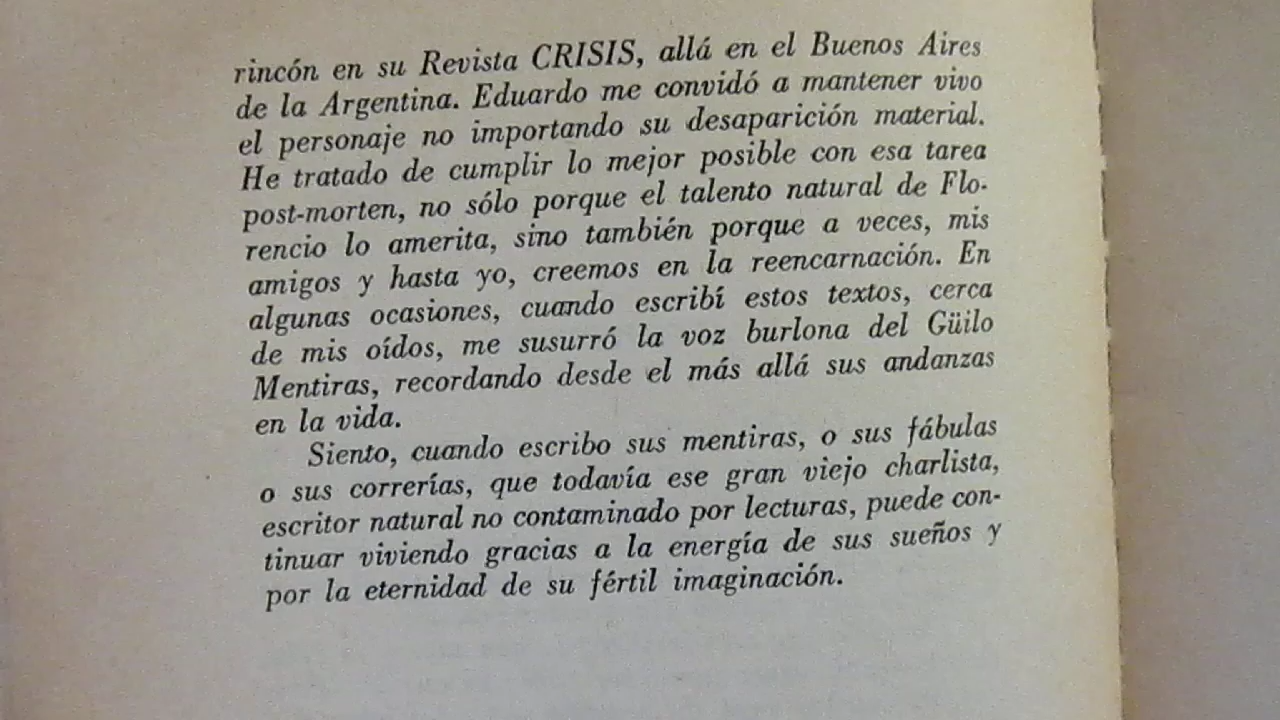 rincón en su Revista CRISIS, allá en el Buenos Aires
de la Argentina. Eduardo me convidó a mantener vivo
el personaje no importando su desaparición material.
He tratado de cumplir lo mejor posible con esa tarea
post-morten, no sólo porque el talento natural de Flo-
rencio lo amerita, sino también porque a veces, mis
amigos y hasta yo, creemos en la reencarnación. En
algunas ocasiones, cuando escribí estos textos, cerca
de mis oídos, me susurró la voz burlona del Güilo
Mentiras, recordando desde el más allá sus andanzas
en la vida.
Siento, cuando escribo sus mentiras, o sus fábulas
o sus correrías, que todavía ese gran viejo charlista,
escritor natural no contaminado por lecturas, puede con-
tinuar viviendo gracias a la energía de sus sueños y
por la eternidad de su fértil imaginación.